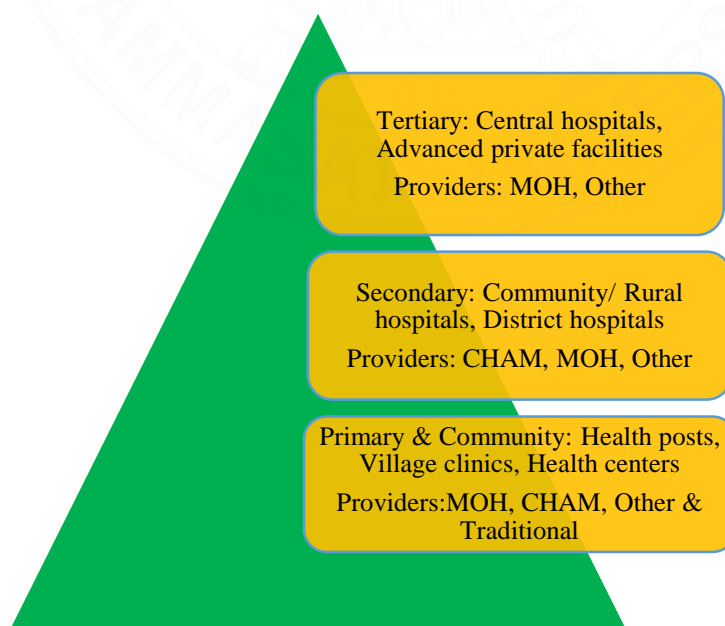 Tertiary: Central hospitals,
Advanced private facilities
Providers: MOH, Other
Secondary: Community/ Rural
hospitals, District hospitals
Providers: CHAM, MOH, Other
Primary & Community: Health posts,
Village clinics, Health centers
Providers:MOH, CHAM, Other &
Traditional